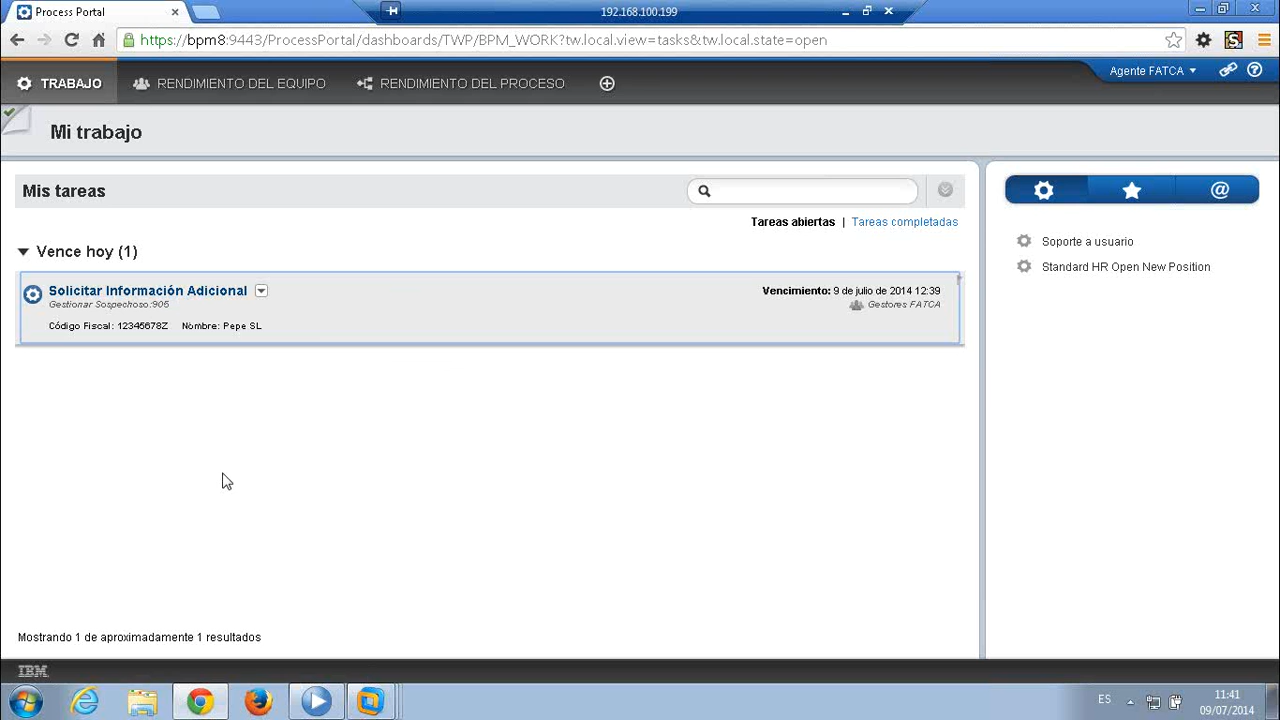 Process Portal
192.168.100.199
https://bpm8:9443/ProcessPortal/dashboards/TWP/BPM_WORK?tw.local.view=tasks&tw.local.state=open
TRABAJO RENDIMIENTO DEL EQUIPO RENDIMIENTO DEL PROCESO
Agente FATCA
Mi trabajo
Mis tareas
Tareas abiertas | Tareas completadas
Vence hoy (1)
Solicitar Información Adicional
Vencimiento: 9 de julio de 2014 12:39
Gestionar Sospechoso:905
Gestores FATCA
Código Fiscal: 12345678Z Nombre: Pepe SL
Soporte a usuario
Standard HR Open New Position
Mostrando 1 de aproximadamente 1 resultados
IBM
ES
11:41
09/07/2014